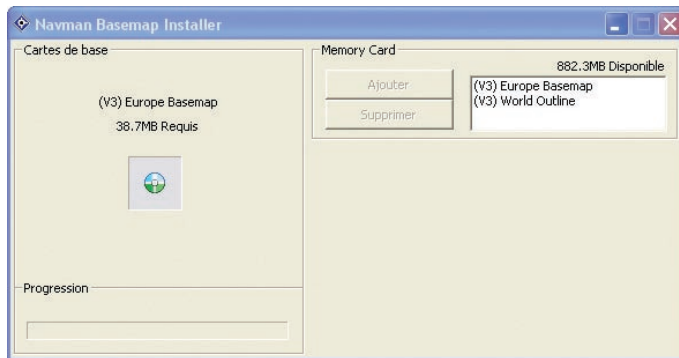 Navman Basemap Installer
Cartes de base
(V3) Europe Basemap
38.7MB Requis
Progression
Memory Card
882.3MB Disponible
Ajouter
Supprimer
(V3) Europe Basemap
(V3) World Outline